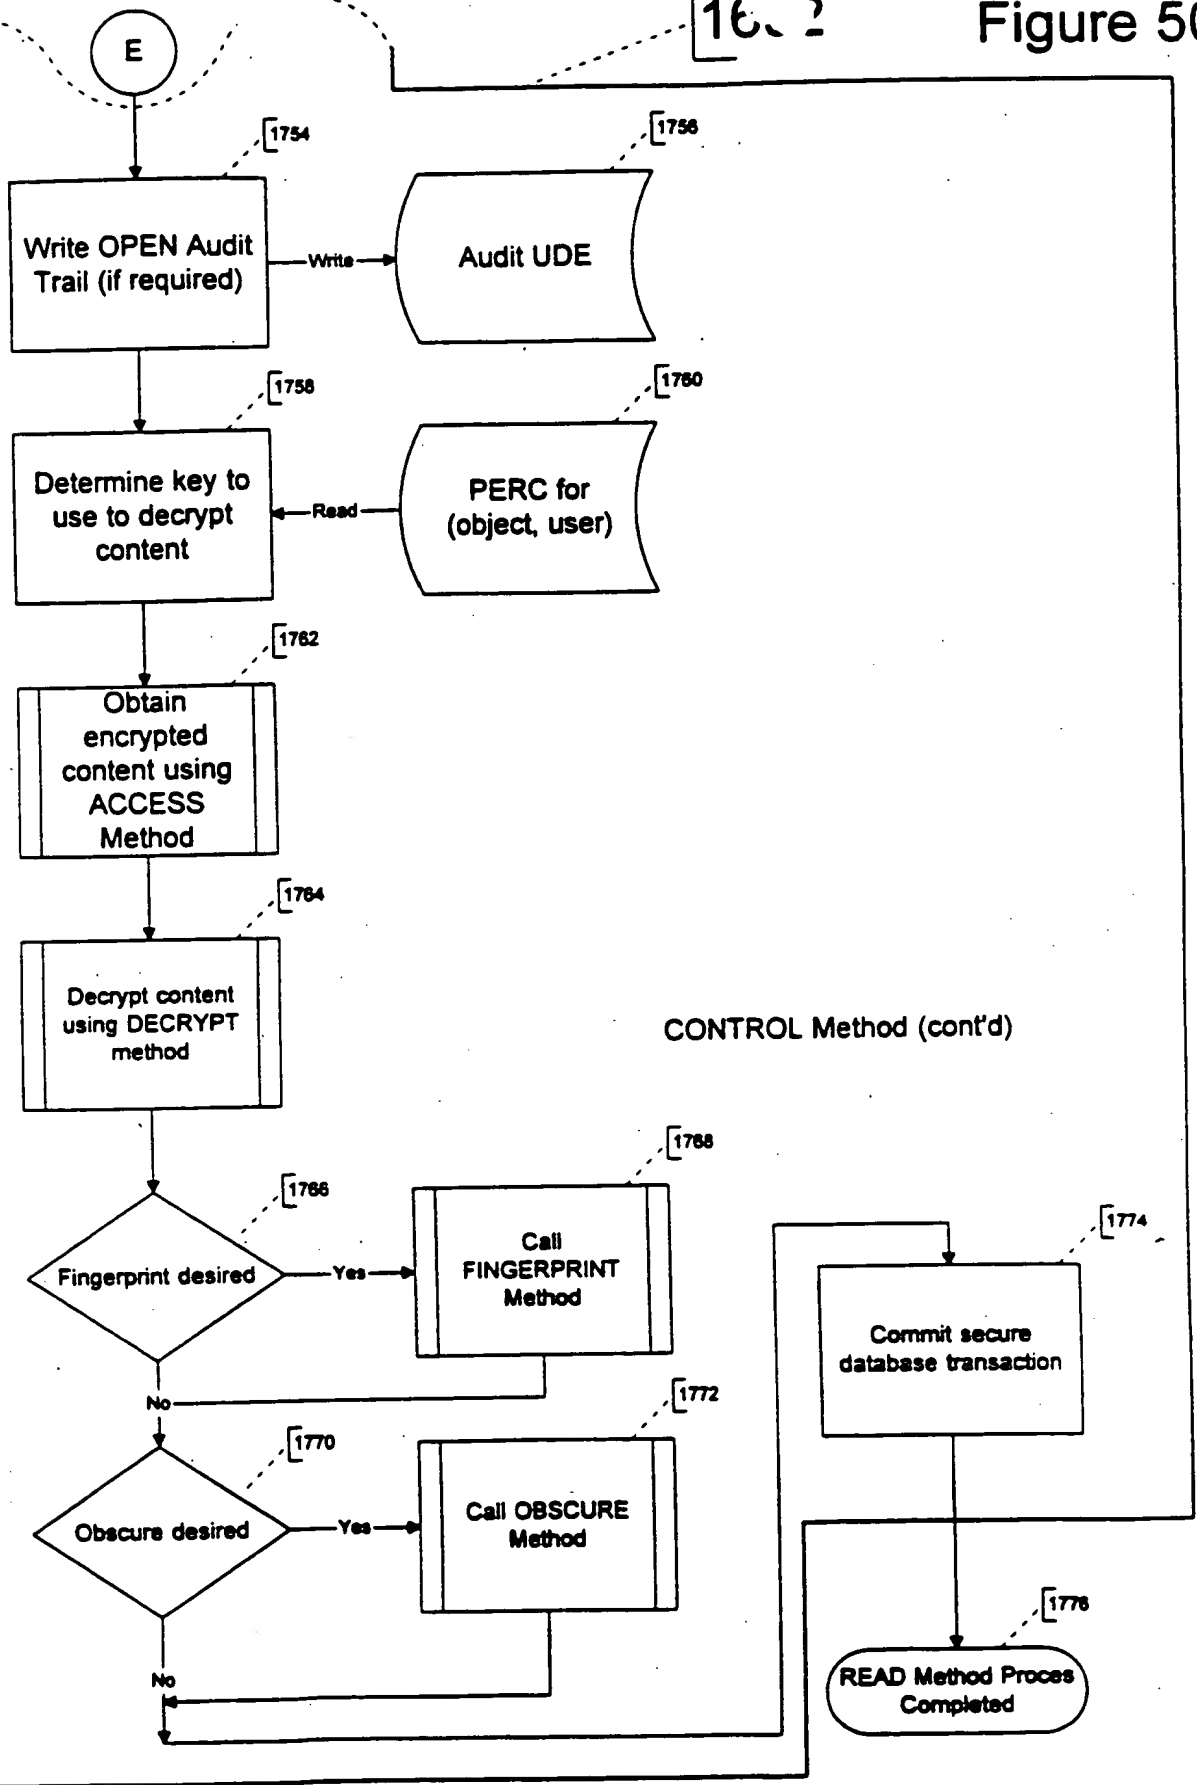 E
Figure 50
1754
1756
Write OPEN Audit
Trail (if required)
Write
Audit UDE
1758
1760
Determine key to
use to decrypt
content
Read
PERC for
(object, user)
1762
Obtain
encrypted
content using
ACCESS
Method
1764
Decrypt content
using DECRYPT
method
CONTROL Method (cont'd)
1766
1768
Fingerprint desired
Yes
Call
FINGERPRINT
Method
1774
Commit secure
database transaction
No
1770
1772
Obscure desired
Yes
Call OBSCURE
Method
No
1776
READ Method Proces
Completed